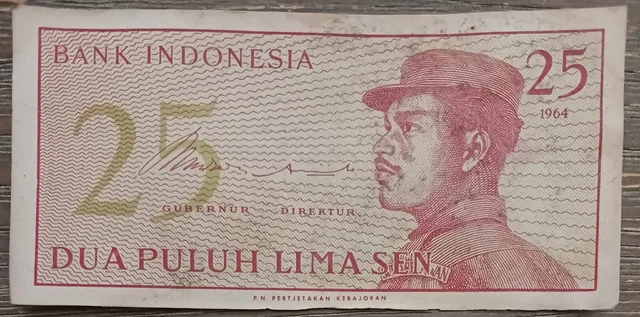 BANK INDONESIA
25
1964
25
GUBERNUR DIREKTUR
DUA PULUH LIMA SEN
P.N. PERTJETAKAN KEBAJORAN